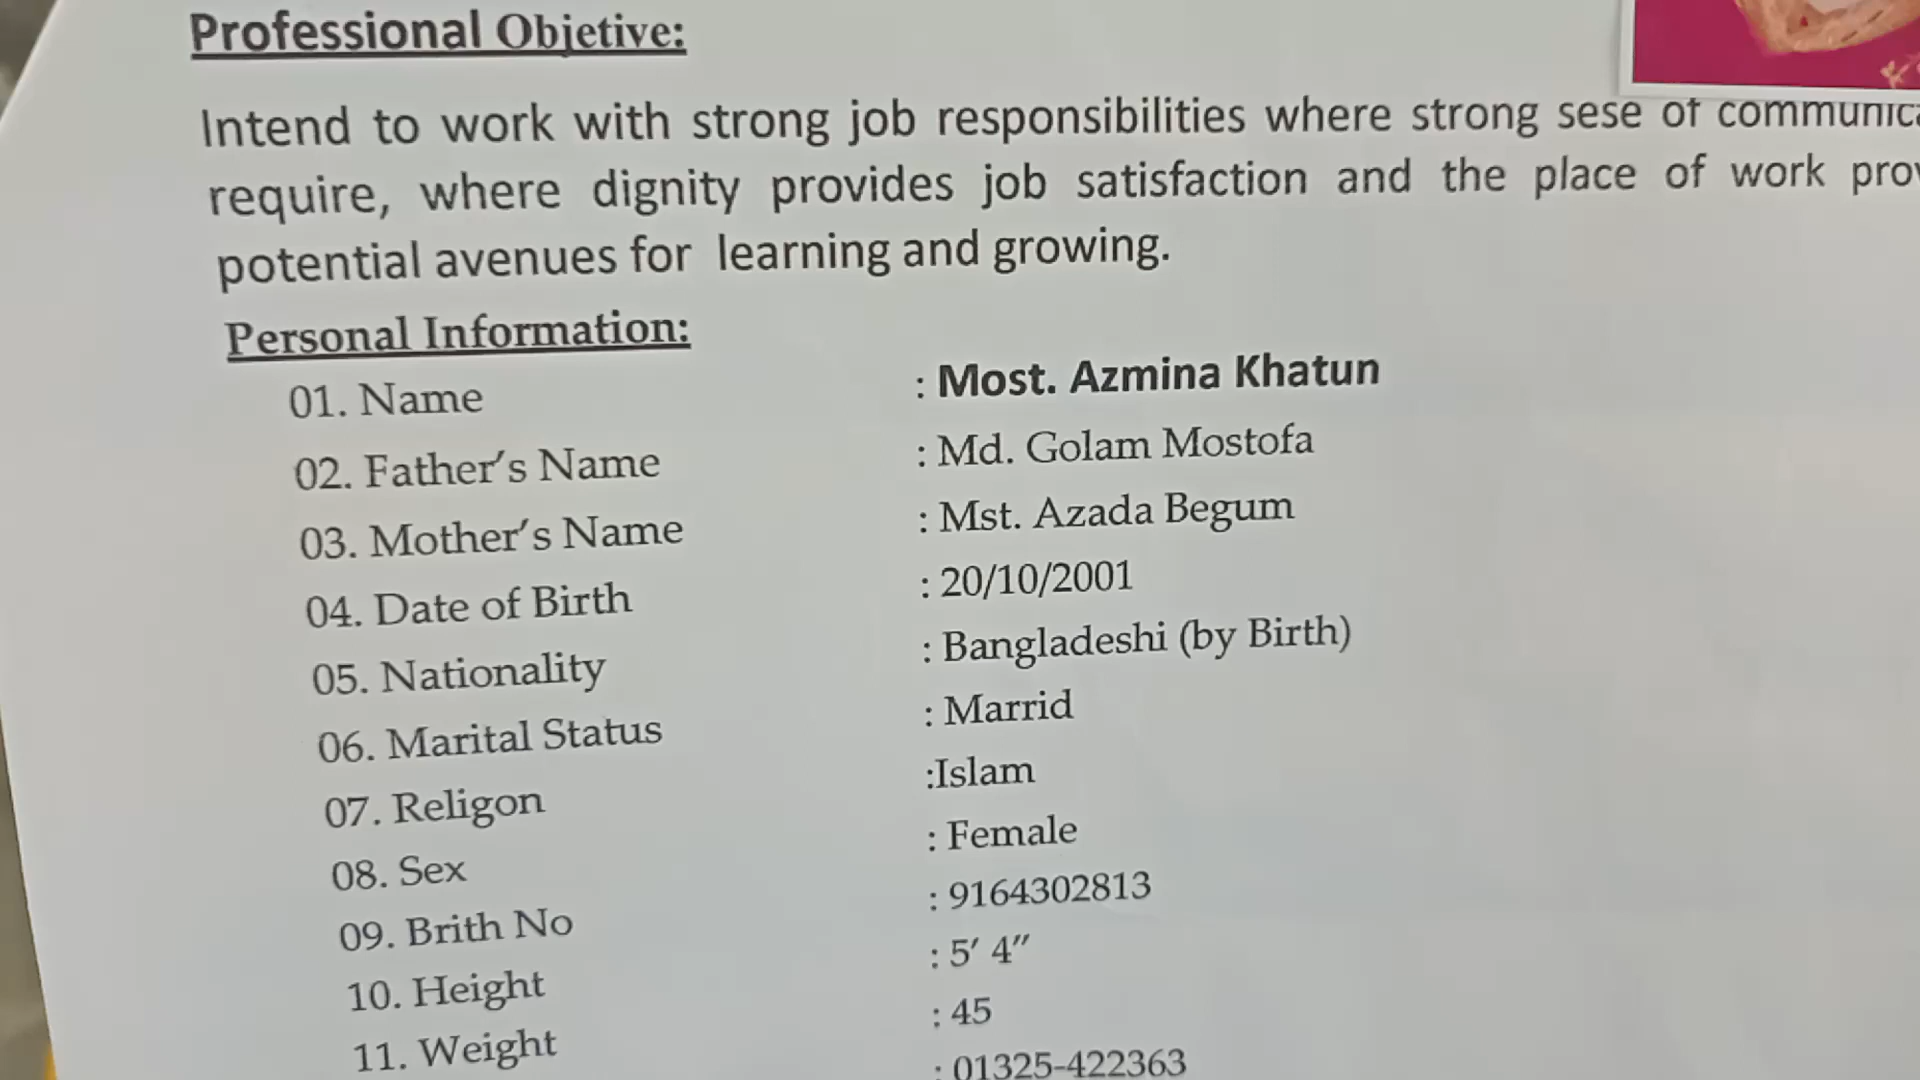 Professional Objetive:
Intend to work with strong job responsibilities where strong sese of
require, where dignity provides job satisfaction and the place of work
potential avenues for learning and growing.
Personal Information:
01. Name : Most. Azmina Khatun
02. Father's Name : Md. Golam Mostofa
03. Mother's Name : Mst. Azada Begum
04. Date of Birth : 20/10/2001
05. Nationality : Bangladeshi (by Birth)
06. Marital Status : Marrid
07. Religon :Islam
08. Sex : Female
09. Brith No : 9164302813
10. Height : 5' 4"
11. Weight : 45
: 01325-422363